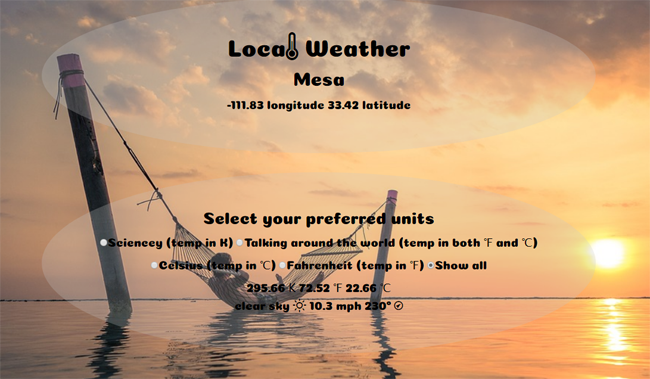 Local Weather
Mesa
-111.83 longitude 33.42 latitude
Select your preferred units
Sciencey (temp in K) Talking around the world (temp in both °F and °C)
Celsius (temp in °C) Fahrenheit (temp in °F) Show all
295.66 K 72.52 °F 22.66 °C
clear sky 10.3 mph 230°